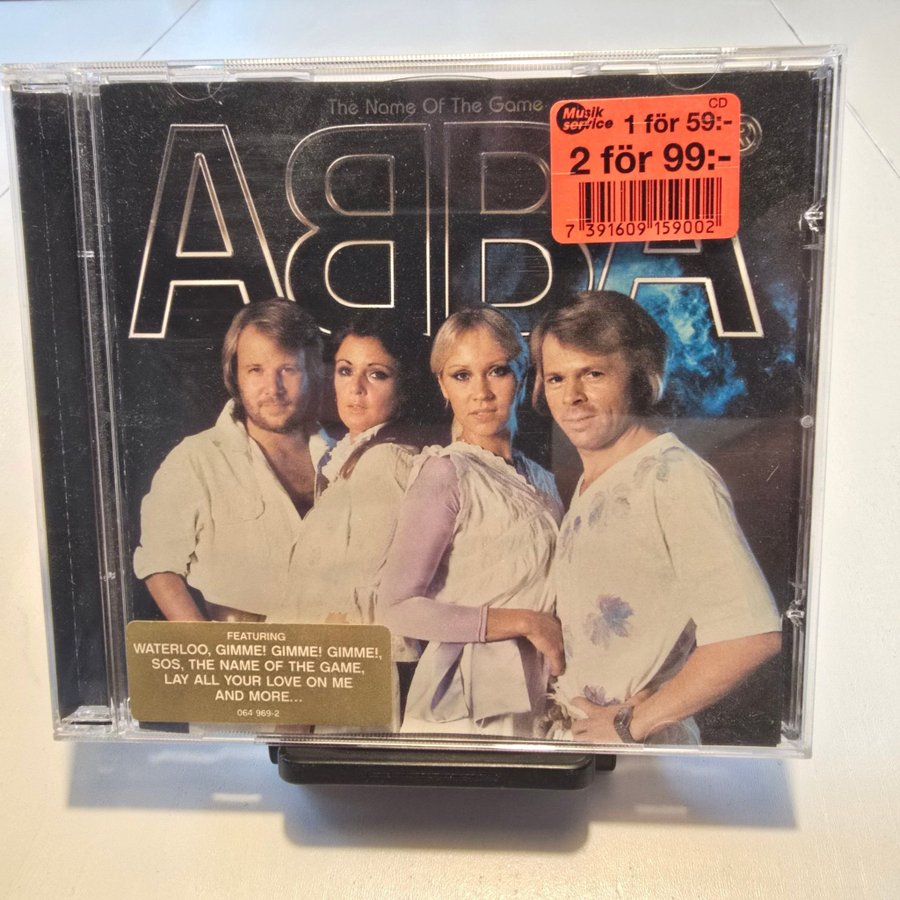 The Name Of The Game
ABBA®
Musik service
CD
1 för 59:-
2 för 99:-
7 391609 159002
FEATURING
WATERLOO, GIMME! GIMME! GIMME!,
SOS, THE NAME OF THE GAME,
LAY ALL YOUR LOVE ON ME
AND MORE...
064 969-2